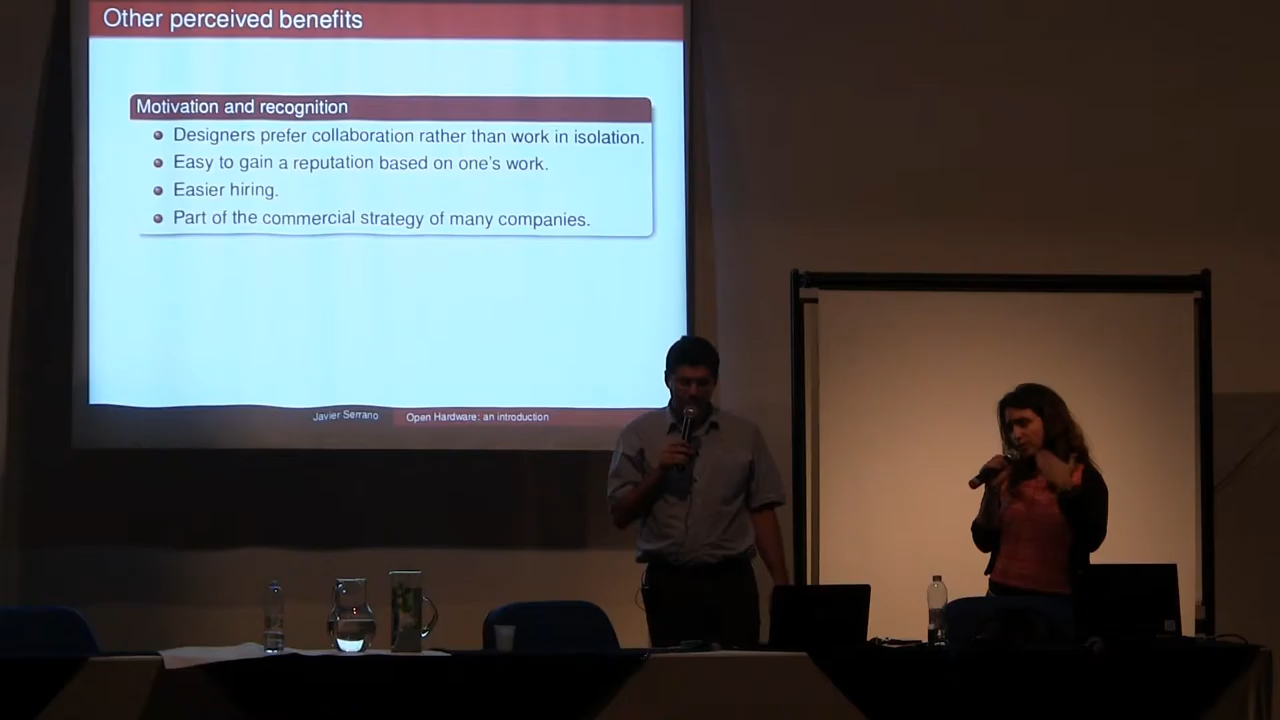 Other perceived benefits
Motivation and recognition
Designers prefer collaboration rather than work in isolation.
Easy to gain a reputation based on one's work.
Easier hiring.
Part of the commercial strategy of many companies.
Javier Serrano
Open Hardware: an introduction